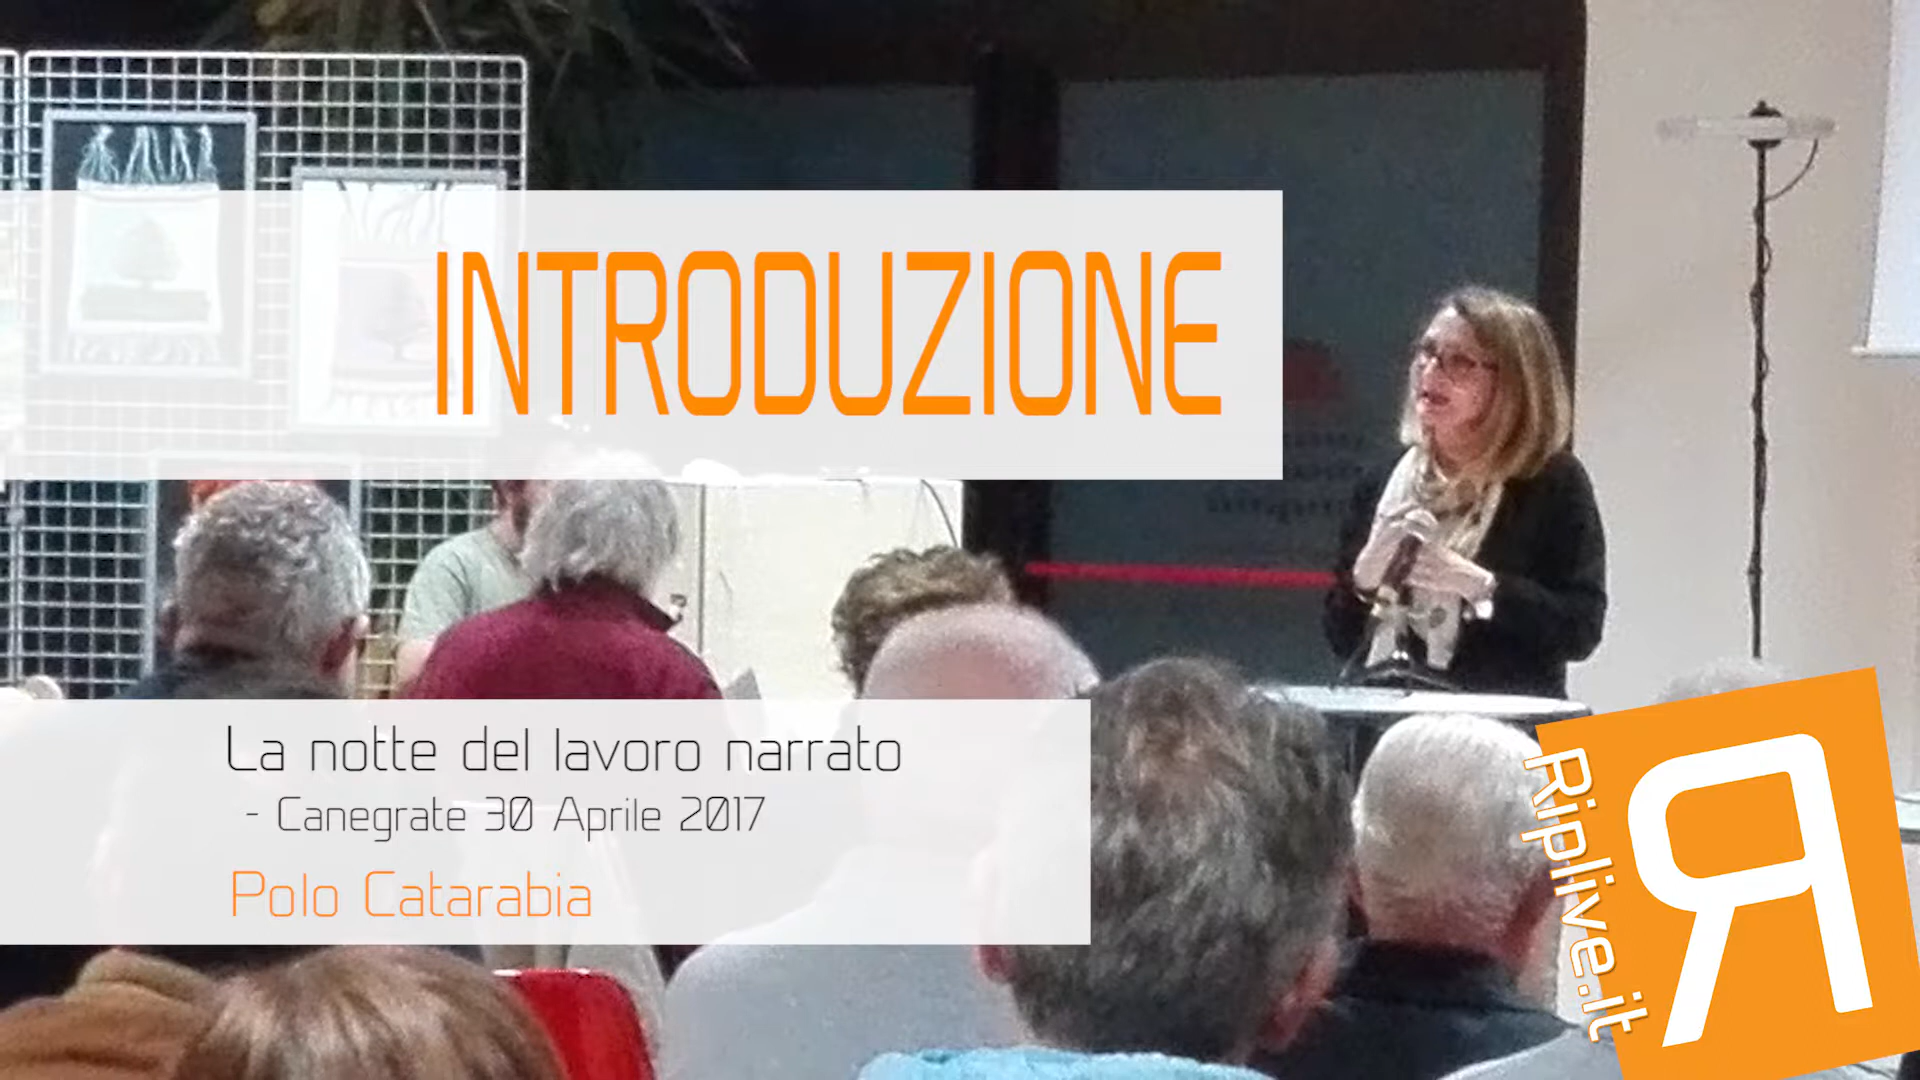 INTRODUZIONE
La notte del lavoro narrato
- Canegrate 30 Aprile 2017
Polo Catarabia
Riplive.it